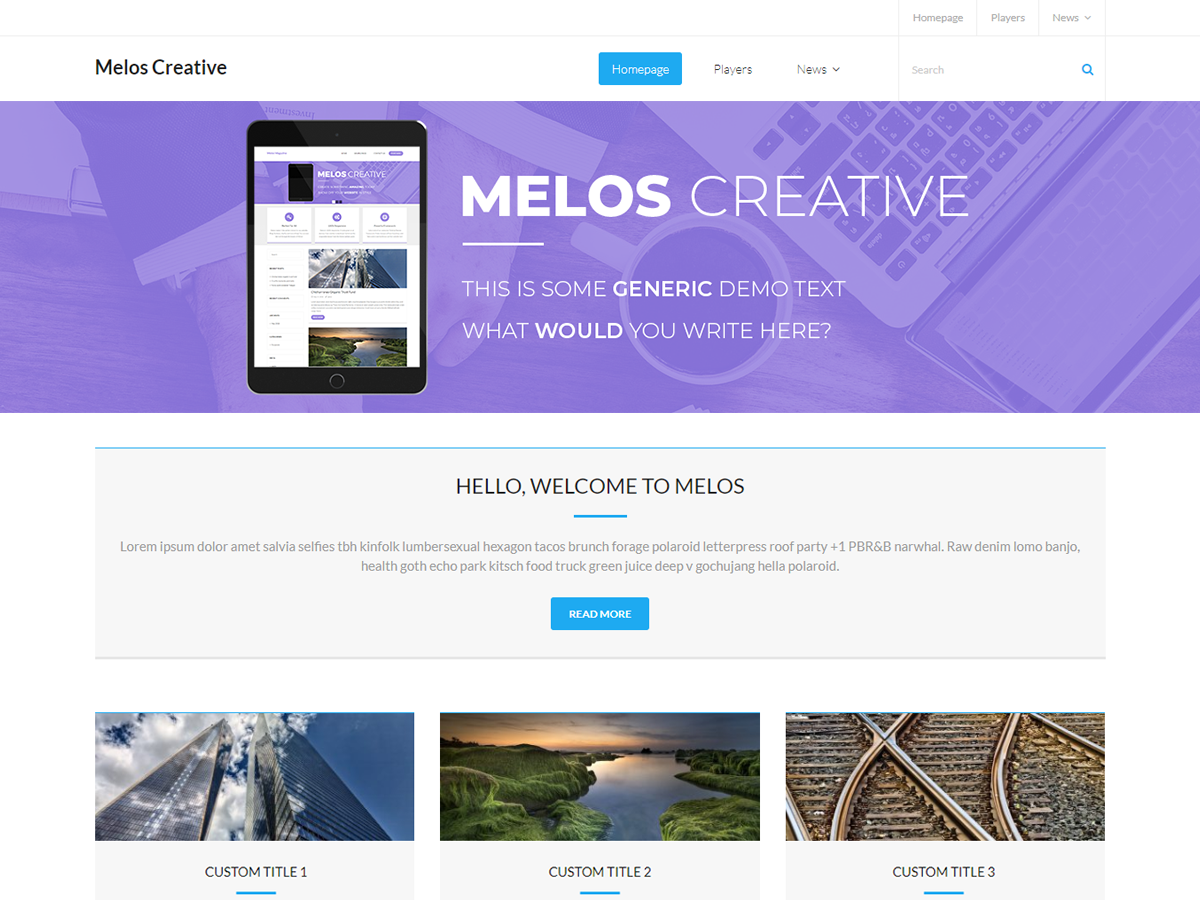 Homepage Players News
Melos Creative
Homepage Players News
Search
MELOS CREATIVE
THIS IS SOME GENERIC DEMO TEXT
WHAT WOULD YOU WRITE HERE?
MELOS CREATIVE
HELLO, WELCOME TO MELOS
Lorem ipsum dolor amet salvia selfies tbh kinfolk lumbersexual hexagon tacos brunch forage polaroid letterpress roof party +1 PBR&B narwhal. Raw denim lomo banjo,
health goth echo park kitsch food truck green juice deep v gochujang hella polaroid.
READ MORE
CUSTOM TITLE 1
CUSTOM TITLE 2
CUSTOM TITLE 3